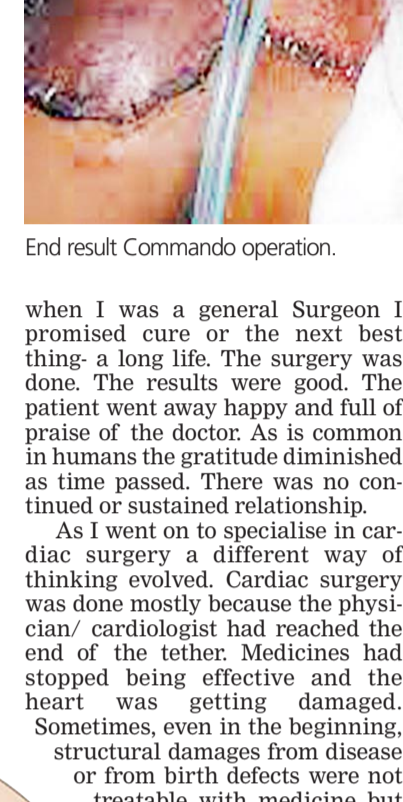 End result Commando operation.
when I was a general Surgeon I
promised cure or the next best
thing- a long life. The surgery was
done. The results were good. The
patient went away happy and full of
praise of the doctor. As is common
in humans the gratitude diminished
as time passed. There was no con-
tinued or sustained relationship.
As I went on to specialise in car-
diac surgery a different way of
thinking evolved. Cardiac surgery
was done mostly because the physi-
cian/ cardiologist had reached the
end of the tether. Medicines had
stopped being effective and the
heart was getting damaged.
Sometimes, even in the beginning,
structural damages from disease
or from birth defects were not
treatable with medicine but